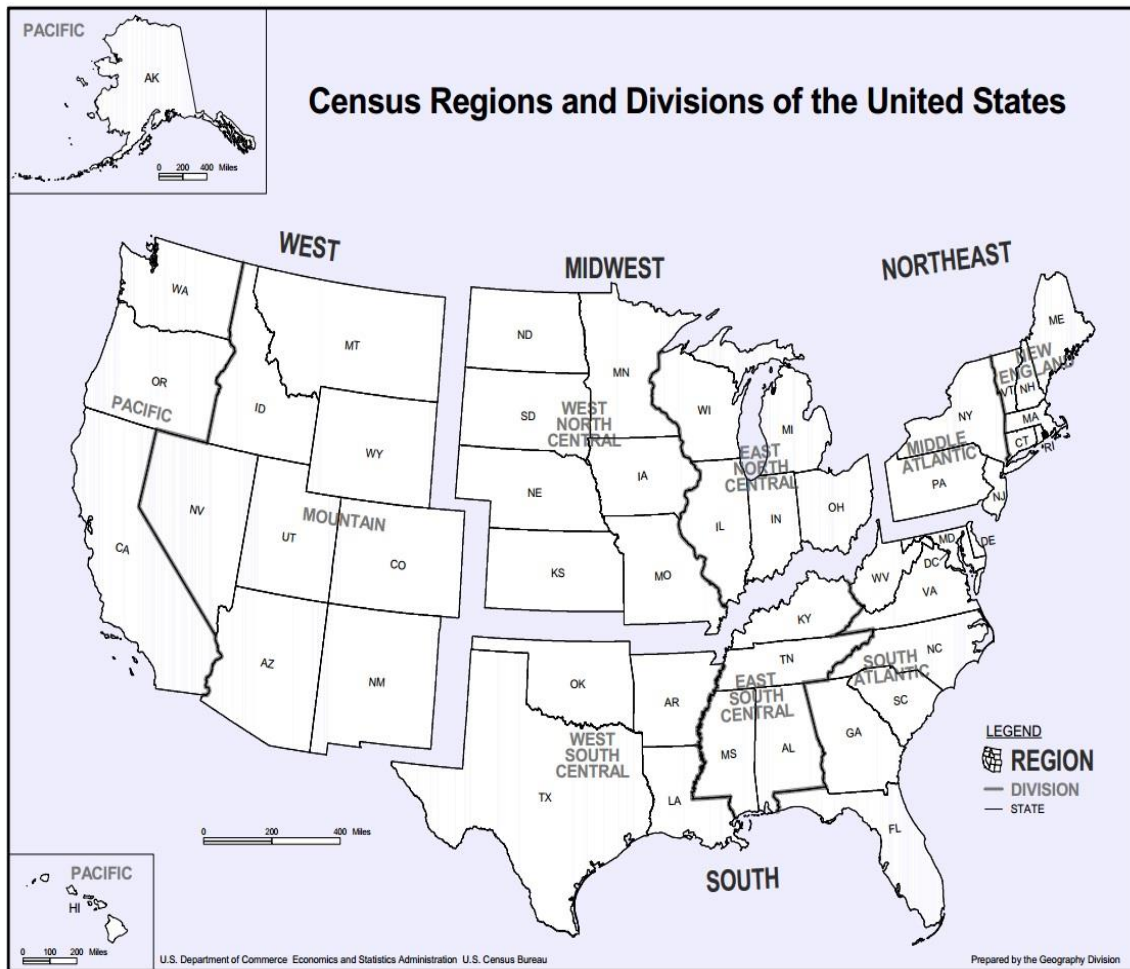 PACIFIC
AK
0 200 400 Miles
Census Regions and Divisions of the United States
WEST
MIDWEST
NORTHEAST
WA
MT
ND
MN
ME
OR
ID
SD
WI
MI
NY
VT
NH
NEW
ENGLAND
PACIFIC
WY
WEST
NORTH
CENTRAL
MA
CT
RI
MIDDLE
ATLANTIC
EAST
NORTH
CENTRAL
IA
NE
PA
NJ
NV
UT
MOUNTAIN
CO
IL
IN
OH
CA
KS
MO
WV
MD
DE
DC
VA
KY
AZ
NM
OK
AR
TN
NC
SOUTH
ATLANTIC
EAST
SOUTH
CENTRAL
SC
WEST
SOUTH
CENTRAL
MS
AL
GA
TX
LA
FL
LEGEND
REGION
DIVISION
STATE
0 200 400 Miles
SOUTH
PACIFIC
HI
0 100 200 Miles
U.S. Department of Commerce Economics and Statistics Administration U.S. Census Bureau
Prepared by the Geography Division